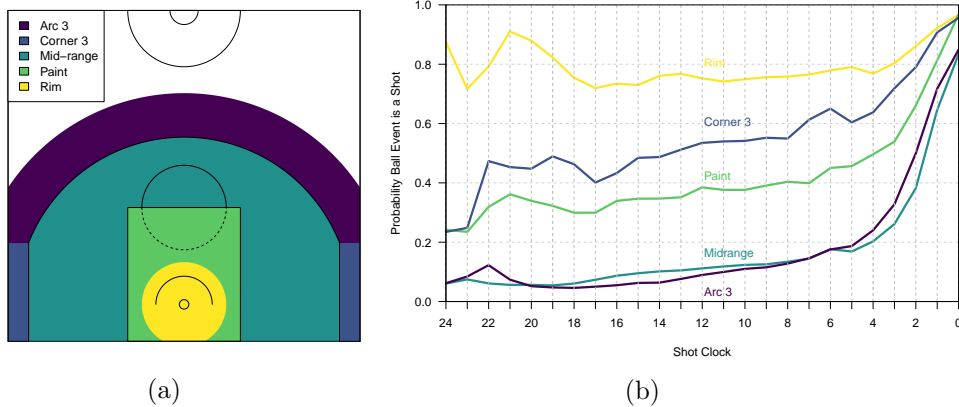 Arc 3
Corner 3
Mid−range
Paint
Rim
(a)
Probability Ball Event is a Shot
1.0
0.8
0.6
0.4
0.2
0.0
Rim
Corner 3
Paint
Midrange
Arc 3
24 22 20 18 16 14 12 10 8 6 4 2 0
Shot Clock
(b)